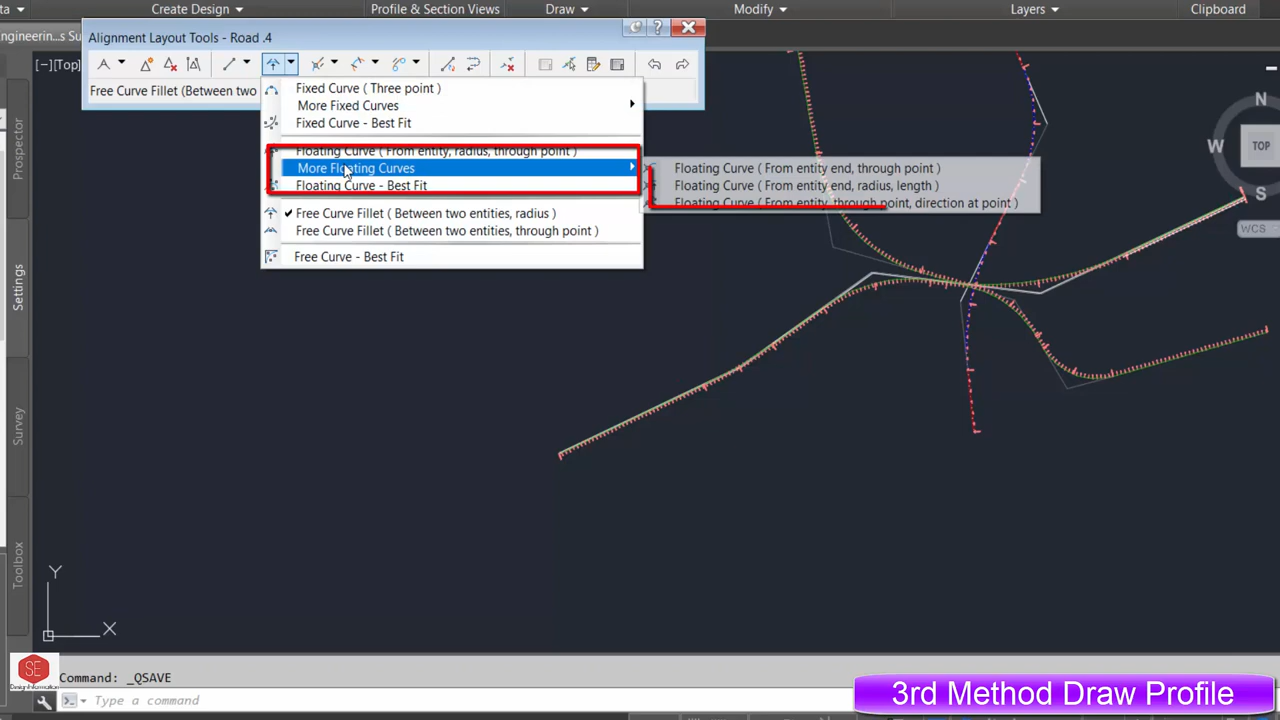 Create Design
Profile & Section Views
Draw
Modify
Layers
Clipboard
Alignment Layout Tools - Road .4
[−][Top]
Free Curve Fillet (Between two
Fixed Curve ( Three point )
More Fixed Curves
Fixed Curve - Best Fit
Floating Curve ( From entity, radius, through point )
More Floating Curves
Floating Curve - Best Fit
Free Curve Fillet ( Between two entities, radius )
Free Curve Fillet ( Between two entities, through point )
Free Curve - Best Fit
Floating Curve ( From entity end, through point )
Floating Curve ( From entity end, radius, length )
Floating Curve ( From entity, through point, direction at point )
N
W
TOP
S
WCS
Prospector
Settings
Survey
Toolbox
Y
X
SE
Design Information
Command: _QSAVE
Type a command
3rd Method Draw Profile